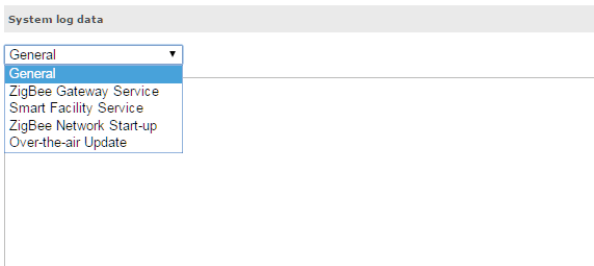 System log data
General
General
ZigBee Gateway Service
Smart Facility Service
ZigBee Network Start-up
Over-the-air Update